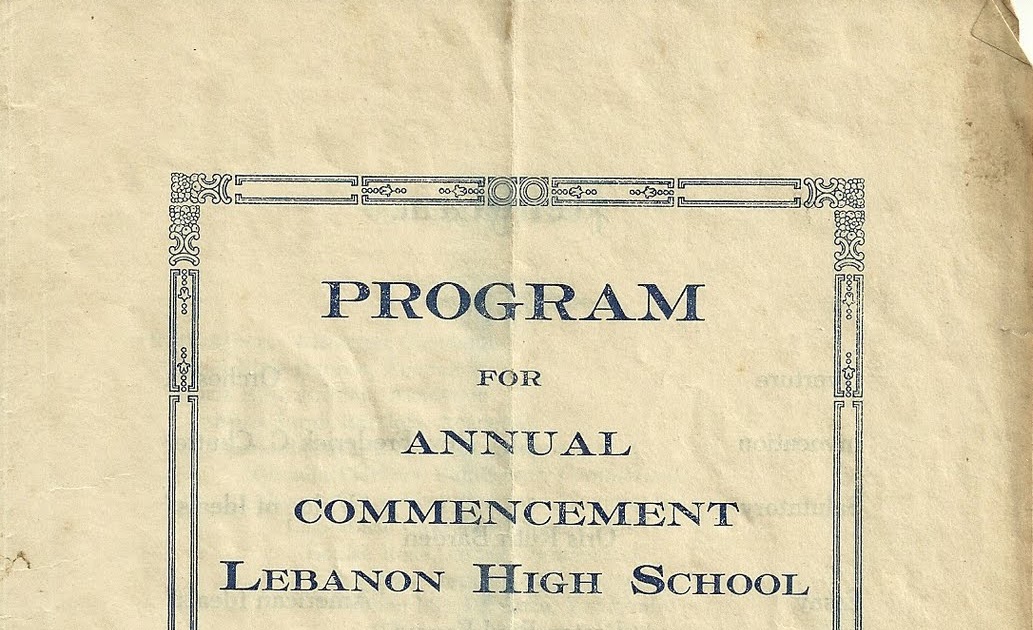 PROGRAM
FOR
ANNUAL
COMMENCEMENT
LEBANON HIGH SCHOOL